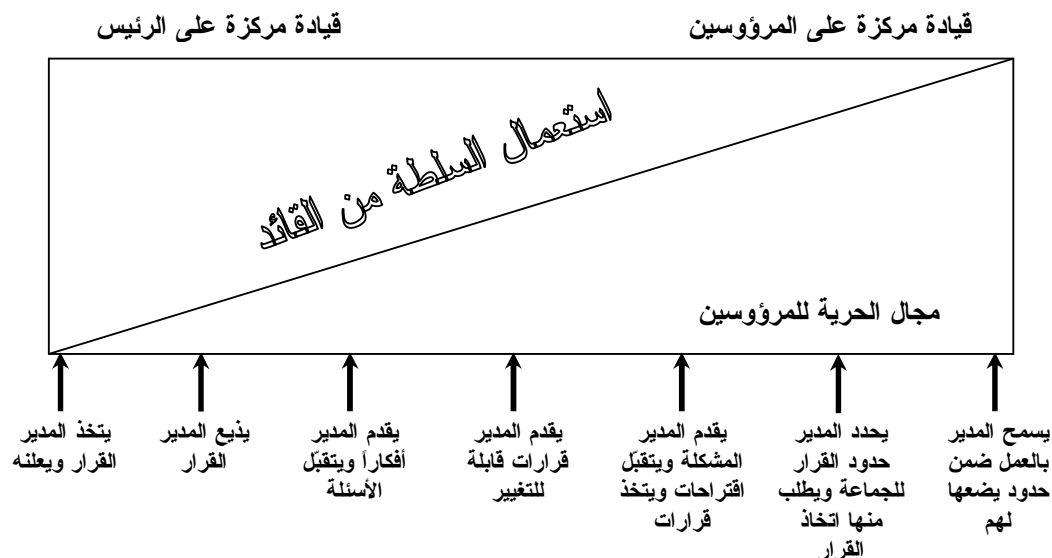 قيادة مركزة على المرؤوسين
قيادة مركزة على الرئيس
استعمال السلطة من القائد
مجال الحرية للمرؤوسين
يسمح المدير
بالعمل ضمن
حدود يضعها
لهم
يحدد المدير
حدود القرار
للجماعة ويطلب
منها اتخاذ
القرار
يقدم المدير
المشكلة ويتقبّل
اقتراحات ويتخذ
قرارات
يقدم المدير
قرارات قابلة
للتغيير
يقدم المدير
أفكاراً ويتقبّل
الأسئلة
يذيع المدير
القرار
يتخذ المدير
القرار ويعلنه